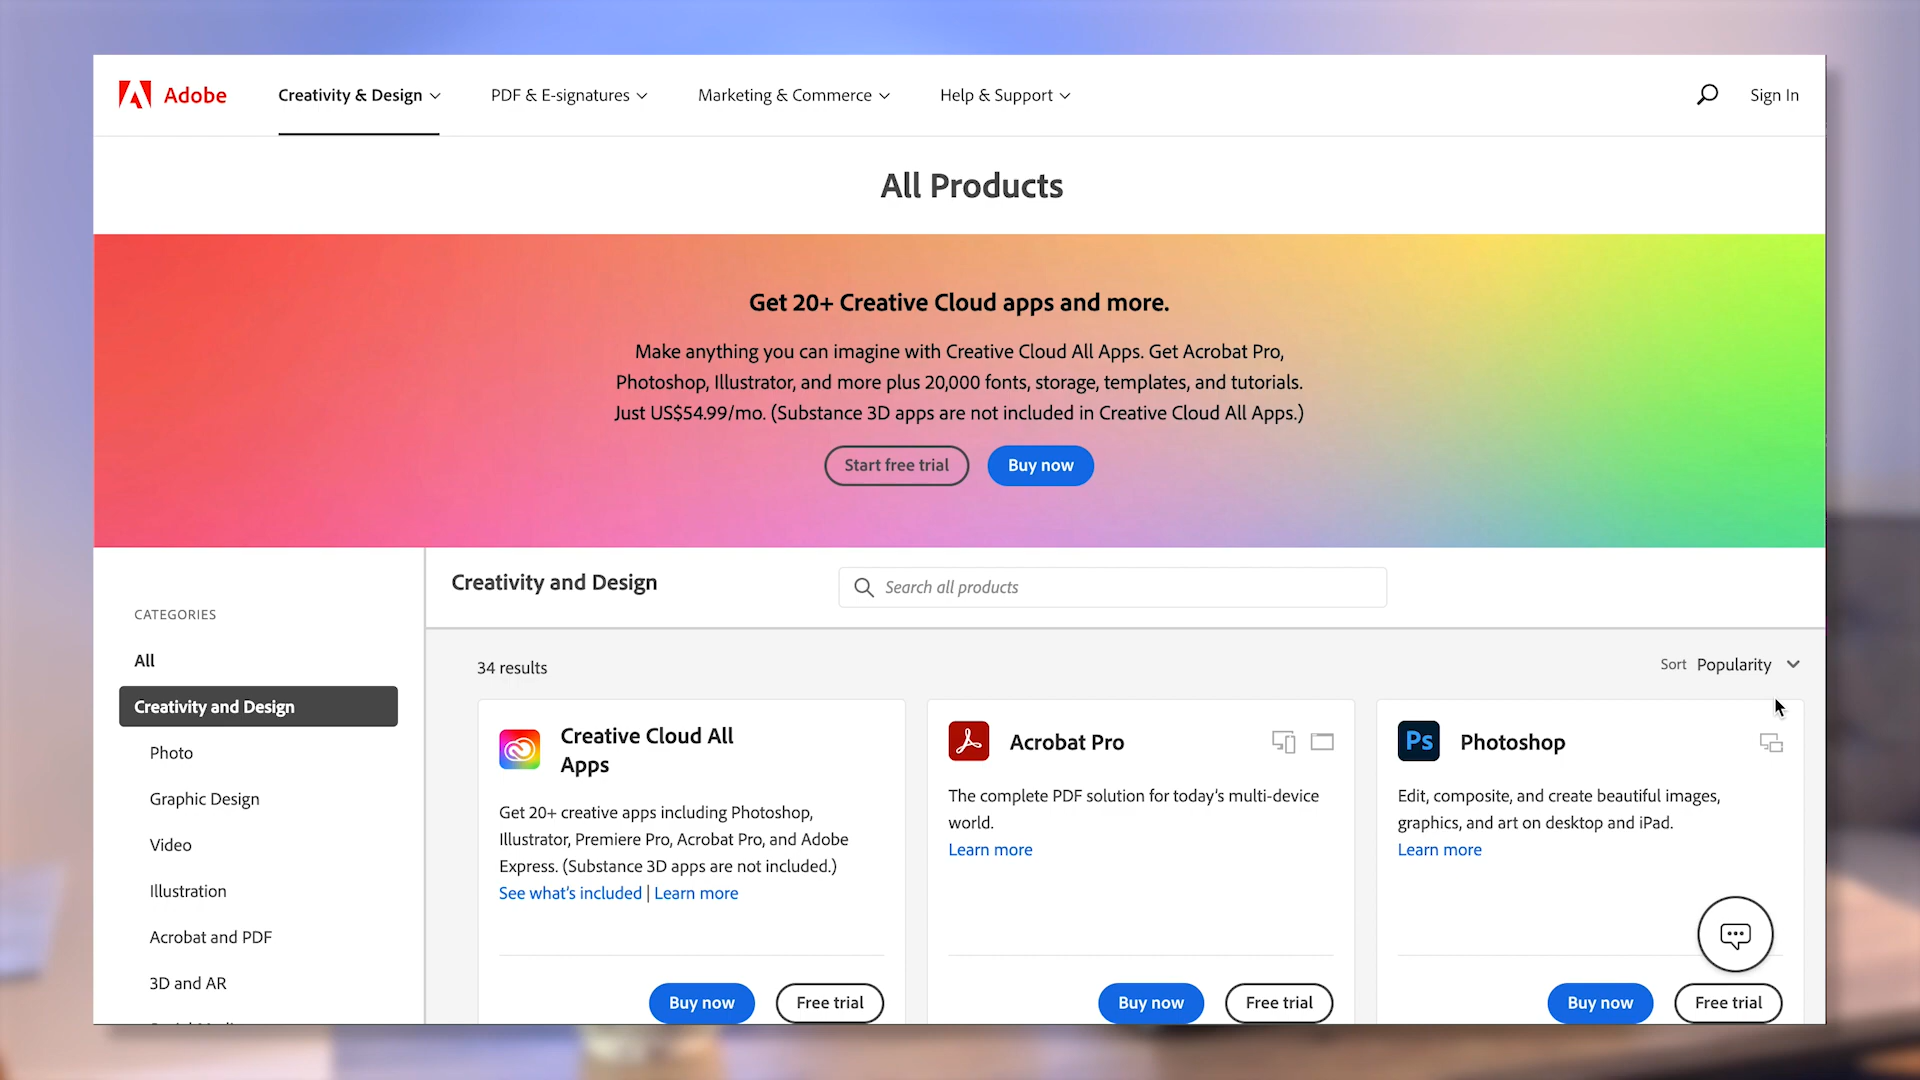 Adobe
Creativity & Design
PDF & E-signatures
Marketing & Commerce
Help & Support
Sign In
All Products
Get 20+ Creative Cloud apps and more.
Make anything you can imagine with Creative Cloud All Apps. Get Acrobat Pro,
Photoshop, Illustrator, and more plus 20,000 fonts, storage, templates, and tutorials.
Just US$54.99/mo. (Substance 3D apps are not included in Creative Cloud All Apps.)
Start free trial
Buy now
CATEGORIES
All
Creativity and Design
Photo
Graphic Design
Video
Illustration
Acrobat and PDF
3D and AR
Creativity and Design
Search all products
34 results
Sort Popularity
Creative Cloud All
Apps
Get 20+ creative apps including Photoshop,
Illustrator, Premiere Pro, Acrobat Pro, and Adobe
Express. (Substance 3D apps are not included.)
See what's included | Learn more
Buy now
Free trial
Acrobat Pro
The complete PDF solution for today's multi-device
world.
Learn more
Buy now
Free trial
Ps
Photoshop
Edit, composite, and create beautiful images,
graphics, and art on desktop and iPad.
Learn more
Buy now
Free trial